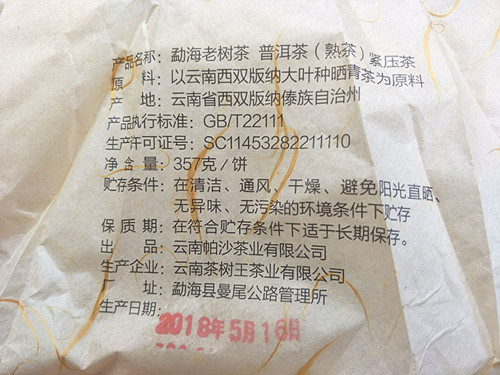 产品名称：勐海老树茶 普洱茶（熟茶）紧压茶
原 料：以云南西双版纳大叶种晒青茶为原料
产 地：云南省西双版纳傣族自治州
产品执行标准：GB/T22111
生产许可证号：SC11453282211110
净 含 量：357克/饼
贮存条件：在清洁、通风、干燥、避免阳光直晒、
无异味、无污染的环境条件下贮存
保 质 期：在符合贮存条件下适于长期保存。
出 品：云南帕沙茶业有限公司
生产企业：云南茶树王茶业有限公司
厂 址：勐海县曼尾公路管理所
生产日期：
2018年5月16日